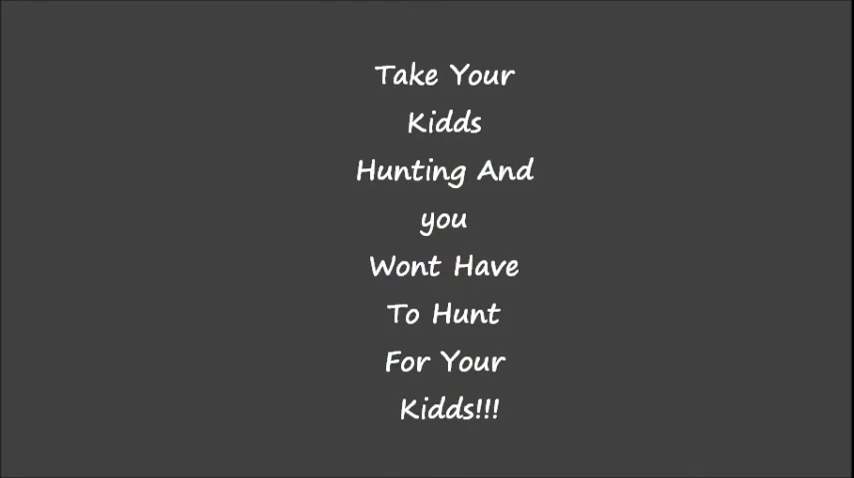 Take Your
Kidds
Hunting And
you
Wont Have
To Hunt
For Your
Kidds!!!